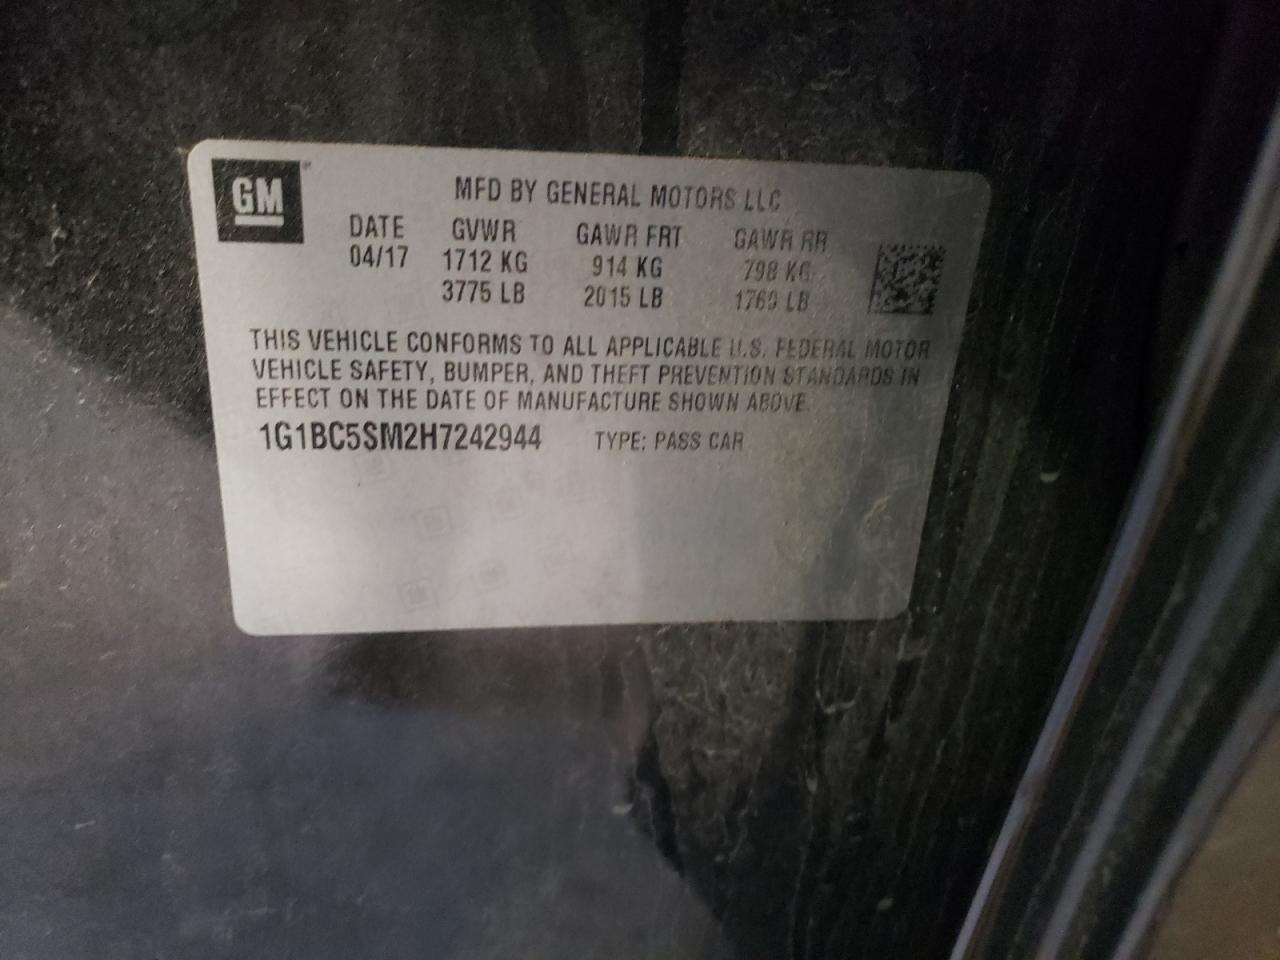 GM
MFD BY GENERAL MOTORS LLC
DATE GVWR GAWR FRT GAWR RR
04/17 1712 KG 914 KG 798 KG
3775 LB 2015 LB 1760 LB
THIS VEHICLE CONFORMS TO ALL APPLICABLE U.S. FEDERAL MOTOR
VEHICLE SAFETY, BUMPER, AND THEFT PREVENTION STANDARDS IN
EFFECT ON THE DATE OF MANUFACTURE SHOWN ABOVE.
1G1BC5SM2H7242944 TYPE: PASS CAR